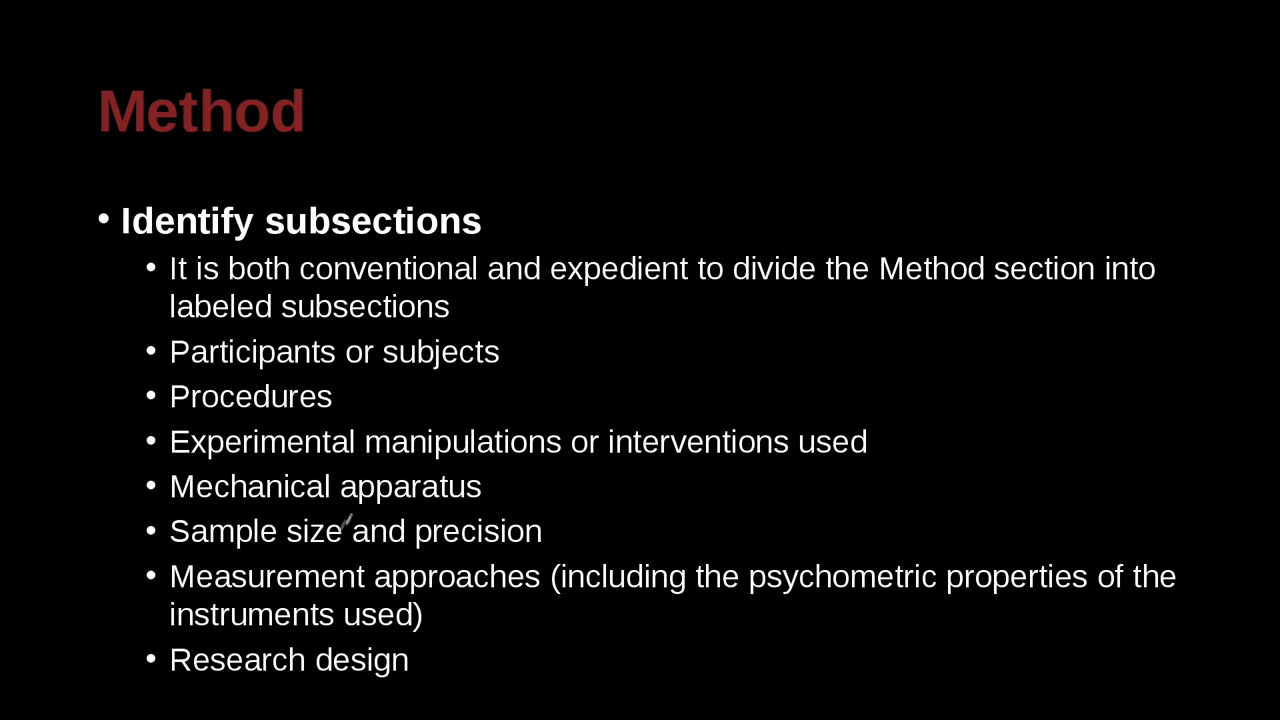 Method
• Identify subsections
• It is both conventional and expedient to divide the Method section into
labeled subsections
• Participants or subjects
• Procedures
• Experimental manipulations or interventions used
• Mechanical apparatus
• Sample size and precision
• Measurement approaches (including the psychometric properties of the
instruments used)
• Research design